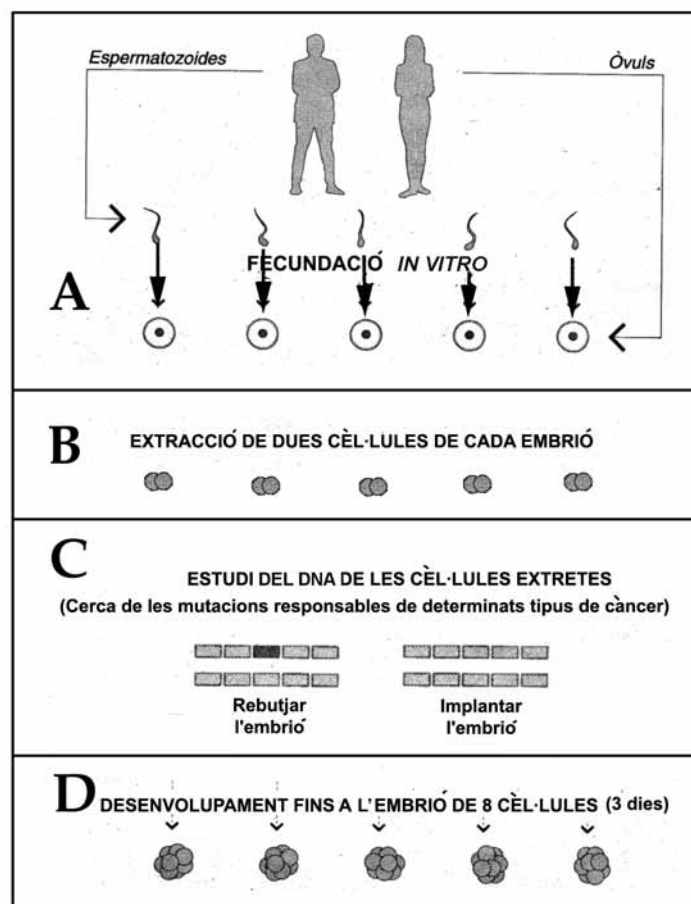 Espermatozoides
Òvuls
FECUNDACIÓ IN VITRO
A
B
EXTRACCIÓ DE DUES CÈL·LULES DE CADA EMBRIÓ
C
ESTUDI DEL DNA DE LES CÈL·LULES EXTRETES
(Cerca de les mutacions responsables de determinats tipus de càncer)
Rebutjar
l'embrió
Implantar
l'embrió
D
DESENVOLUPAMENT FINS A L'EMBRIÓ DE 8 CÈL·LULES (3 dies)